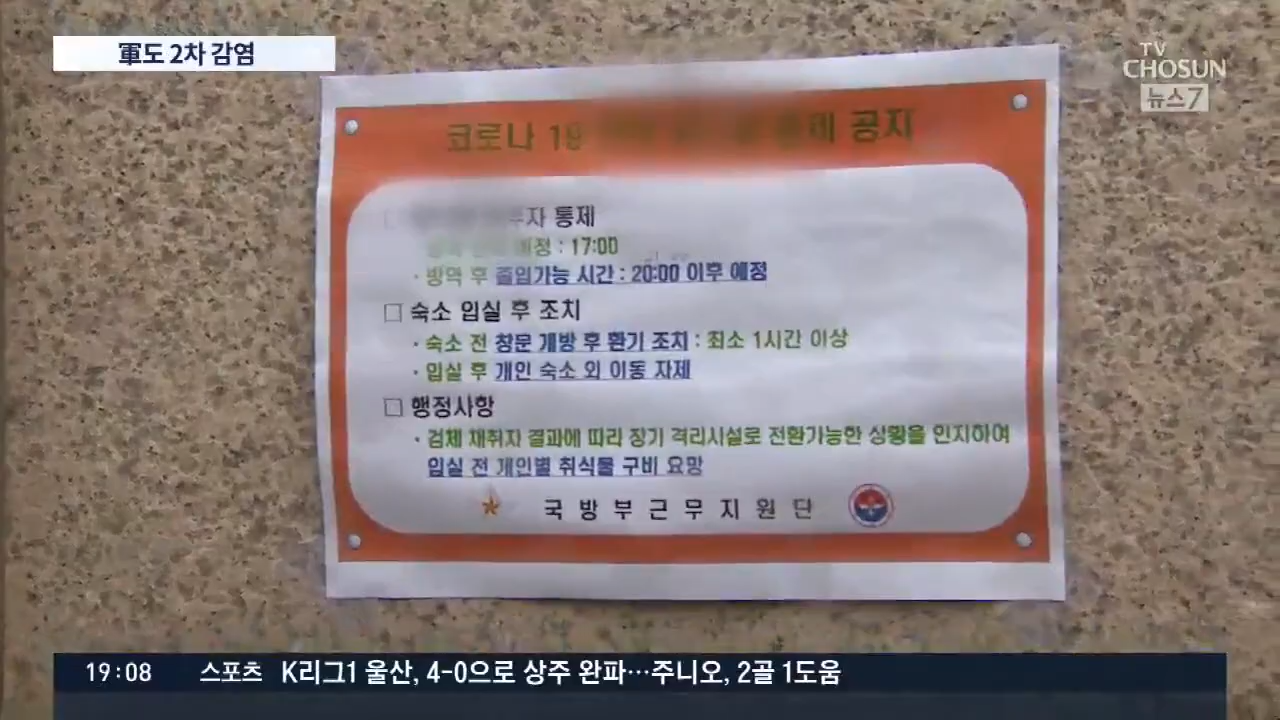 軍도 2차 감염
TV
CHOSUN
뉴스7
코로나 19 공지
통제
예정 : 17:00
· 방역 후 출입가능 시간 : 20:00 이후 예정
□ 숙소 입실 후 조치
· 숙소 전 창문 개방 후 환기 조치 : 최소 1시간 이상
· 입실 후 개인 숙소 외 이동 자제
□ 행정사항
· 검체 채취자 결과에 따라 장기 격리시설로 전환가능한 상황을 인지하여
입실 전 개인별 취식물 구비 요망
국방부근무지원단
19:08 스포츠 K리그1 울산, 4-0으로 상주 완파…주니오, 2골 1도움